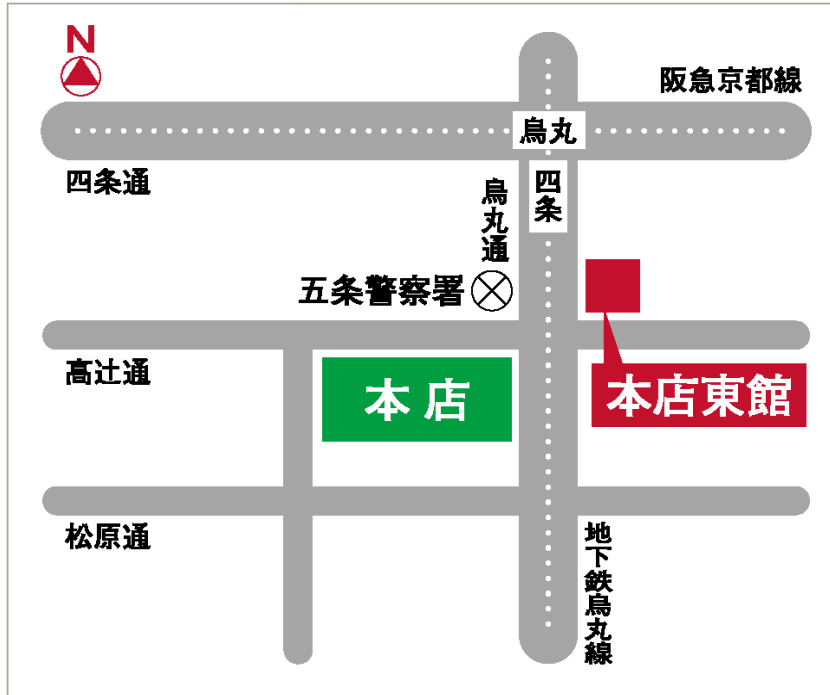 N
阪急京都線
烏丸
四条通
四条
烏丸通
五条警察署
高辻通
本店
本店東館
松原通
地下鉄烏丸線